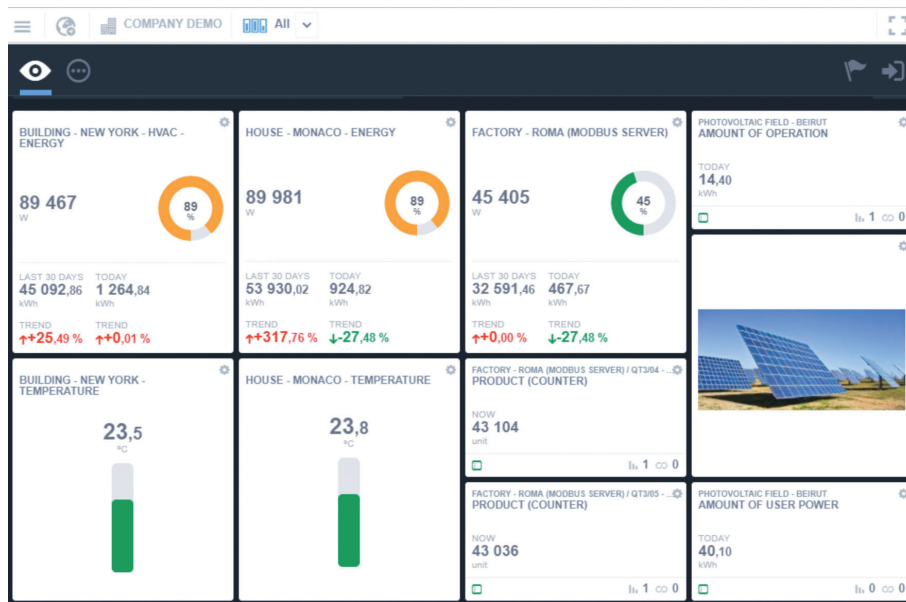 COMPANY DEMO
All
BUILDING - NEW YORK - HVAC -
ENERGY
89 467
W
89
%
LAST 30 DAYS TODAY
45 092,86 1 264,84
kWh kWh
TREND TREND
↑+25,49 % ↑+0,01 %
HOUSE - MONACO - ENERGY
89 981
W
89
%
LAST 30 DAYS TODAY
53 930,02 924,82
kWh kWh
TREND TREND
↑+317,76 % ↓-27,48 %
FACTORY - ROMA (MODBUS SERVER)
45 405
W
45
%
LAST 30 DAYS TODAY
32 591,46 467,67
kWh kWh
TREND TREND
↑+0,00 % ↓-27,48 %
PHOTOVOLTAIC FIELD - BEIRUT
AMOUNT OF OPERATION
TODAY
14,40
kWh
1 0
BUILDING - NEW YORK -
TEMPERATURE
23,5
°C
HOUSE - MONACO - TEMPERATURE
23,8
°C
FACTORY - ROMA (MODBUS SERVER) / QT3/04 - ...
PRODUCT (COUNTER)
NOW
43 104
unit
1 0
FACTORY - ROMA (MODBUS SERVER) / QT3/05 - ...
PRODUCT (COUNTER)
NOW
43 036
unit
1 0
PHOTOVOLTAIC FIELD - BEIRUT
AMOUNT OF USER POWER
TODAY
40,10
kWh
0 0